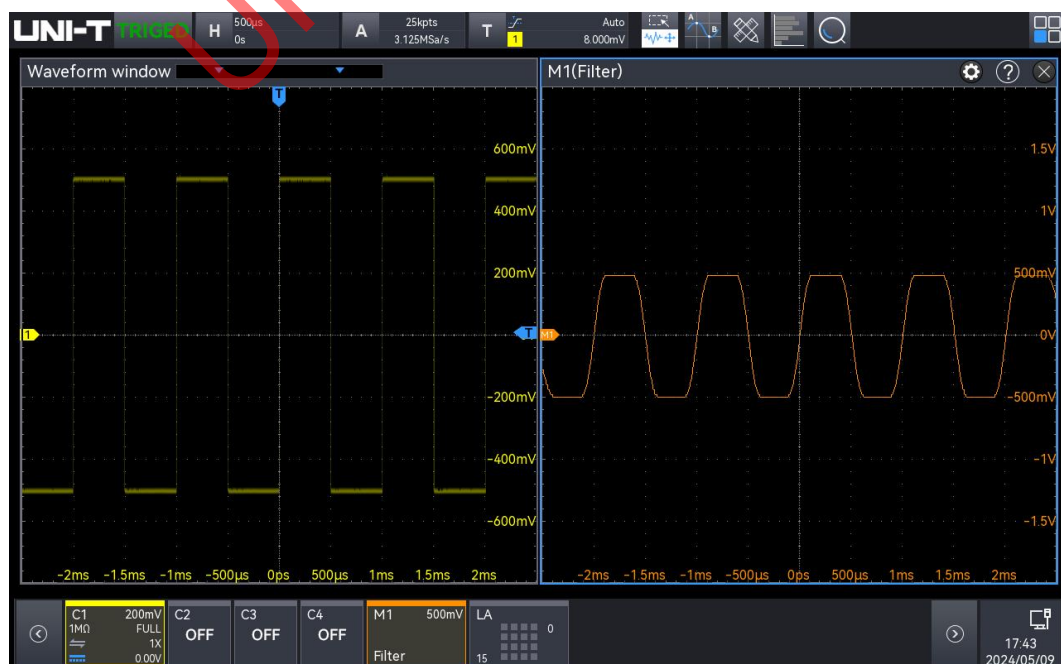 UNI-T TRIGED H 500µs 0s A 25kpts 3.125MSa/s T 1 Auto 8.000mV A B
Waveform window
T
600mV
400mV
200mV
1 T
-200mV
-400mV
-600mV
-2ms -1.5ms -1ms -500µs 0ps 500µs 1ms 1.5ms 2ms
M1(Filter) ?
1.5V
1V
500mV
M1 0V
-500mV
-1V
-1.5V
-2ms -1.5ms -1ms -500µs 0ps 500µs 1ms 1.5ms 2ms
C1 200mV
1MΩ FULL
1X
0.00V
C2
OFF
C3
OFF
C4
OFF
M1 500mV
Filter
LA
0
15
17:43
2024/05/09